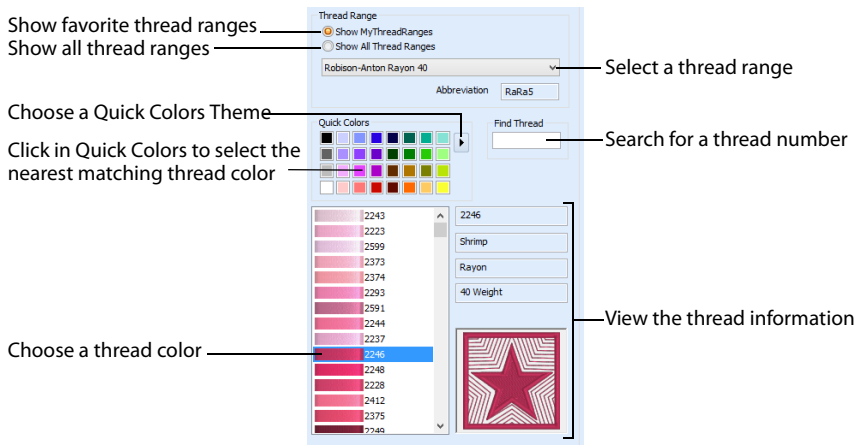 Thread Range
Show favorite thread ranges
Show MyThreadRanges
Show all thread ranges
Show All Thread Ranges
Robison-Anton Rayon 40
Select a thread range
Abbreviation RaRa5
Choose a Quick Colors Theme
Quick Colors
Find Thread
Search for a thread number
Click in Quick Colors to select the
nearest matching thread color
2243
2223
2599
2373
2374
2293
2591
2244
2237
2246
2248
2228
2412
2375
2249
2246
Shrimp
Rayon
40 Weight
View the thread information
Choose a thread color